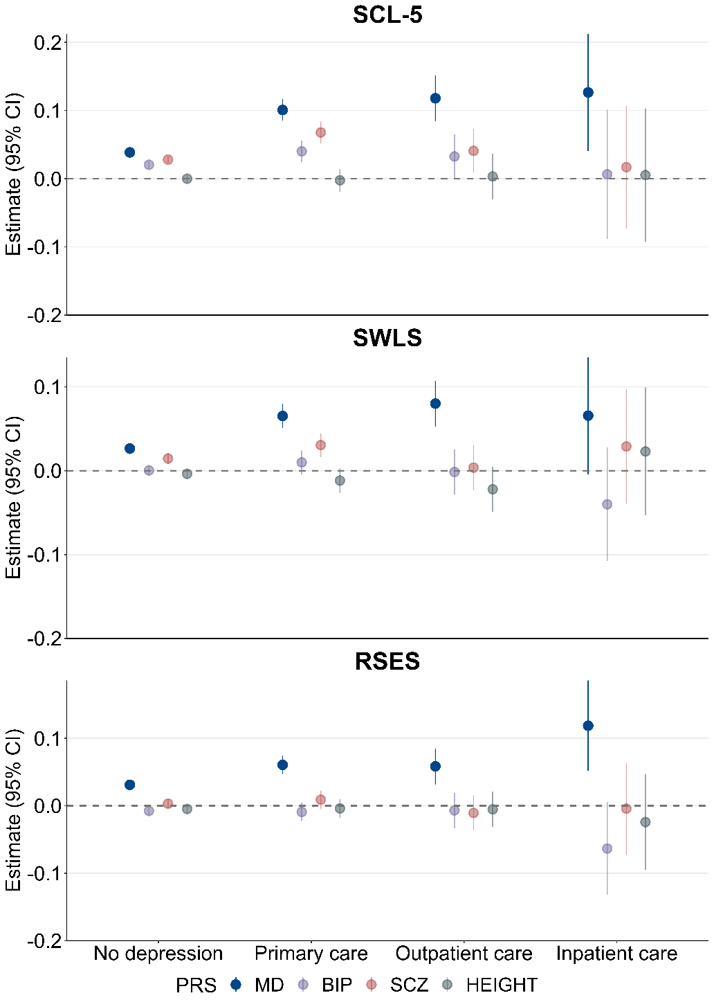 SCL-5
Estimate (95% CI)
0.2
0.1
0.0
-0.1
-0.2
SWLS
Estimate (95% CI)
0.1
0.0
-0.1
-0.2
RSES
Estimate (95% CI)
0.1
0.0
-0.1
-0.2
No depression Primary care Outpatient care Inpatient care
PRS MD BIP SCZ HEIGHT